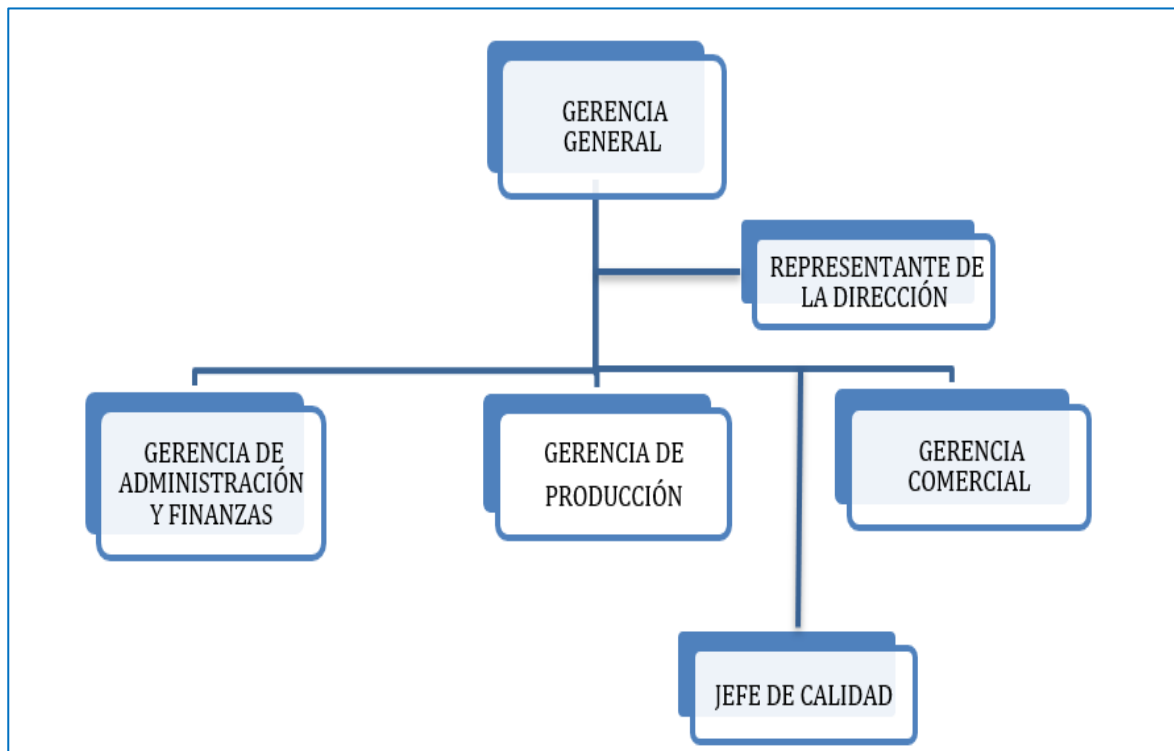 GERENCIA
GENERAL
REPRESENTANTE DE
LA DIRECCIÓN
GERENCIA DE
ADMINISTRACIÓN
Y FINANZAS
GERENCIA DE
PRODUCCIÓN
GERENCIA
COMERCIAL
JEFE DE CALIDAD